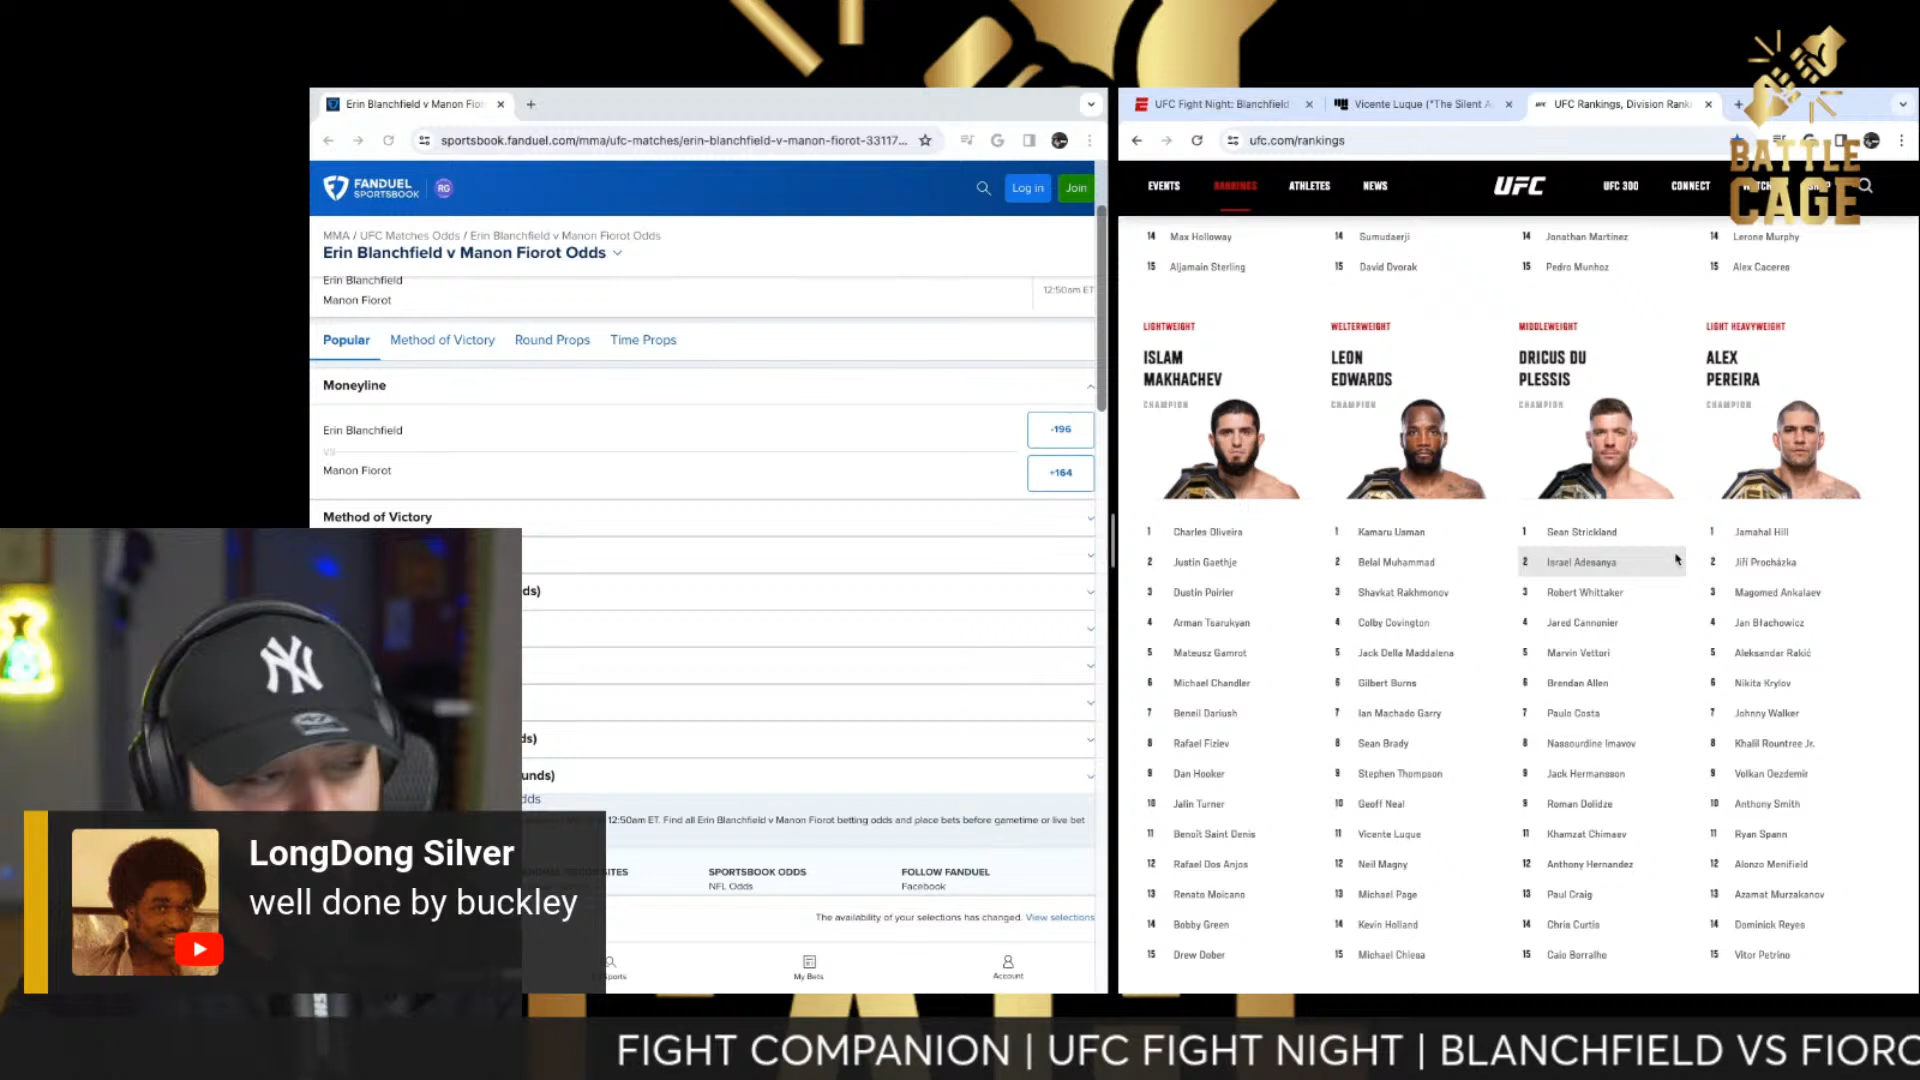 Erin Blanchfield v Manon Fior
sportsbook.fanduel.com/mma/ufc-matches/erin-blanchfield-v-manon-fiorot-33117...
FANDUEL
SPORTSBOOK
RG
Log in
Join
MMA / UFC Matches Odds / Erin Blanchfield v Manon Fiorot Odds
Erin Blanchfield v Manon Fiorot Odds
Erin Blanchfield
Manon Fiorot
12:50am ET
Popular
Method of Victory
Round Props
Time Props
Moneyline
Erin Blanchfield
-196
VS
Manon Fiorot
+164
Method of Victory
ds)
ds)
unds)
dds
12:50am ET. Find all Erin Blanchfield v Manon Fiorot betting odds and place bets before gametime or live bet
SITES
SPORTSBOOK ODDS
FOLLOW FANDUEL
NFL Odds
Facebook
The availability of your selections has changed. View selections
ports
My Bets
Account
UFC Fight Night: Blanchfield
Vicente Luque ("The Silent A
UFC Rankings, Division Ranki
ufc.com/rankings
EVENTS
RANKINGS
ATHLETES
NEWS
UFC
UFC 300
CONNECT
BATTLE
CAGE
14 Max Holloway
15 Aljamain Sterling
14 Sumudaerji
15 David Dvorak
14 Jonathan Martinez
15 Pedro Munhoz
14 Lerone Murphy
15 Alex Caceres
LIGHTWEIGHT
ISLAM
MAKHACHEV
CHAMPION
1 Charles Oliveira
2 Justin Gaethje
3 Dustin Poirier
4 Arman Tsarukyan
5 Mateusz Gamrot
6 Michael Chandler
7 Beneil Dariush
8 Rafael Fiziev
9 Dan Hooker
10 Jalin Turner
11 Benoît Saint Denis
12 Rafael Dos Anjos
13 Renato Moicano
14 Bobby Green
15 Drew Dober
WELTERWEIGHT
LEON
EDWARDS
CHAMPION
1 Kamaru Usman
2 Belal Muhammad
3 Shavkat Rakhmonov
4 Colby Covington
5 Jack Della Maddalena
6 Gilbert Burns
7 Ian Machado Garry
8 Sean Brady
9 Stephen Thompson
10 Geoff Neal
11 Vicente Luque
12 Neil Magny
13 Michael Page
14 Kevin Holland
15 Michael Chiesa
MIDDLEWEIGHT
DRICUS DU
PLESSIS
CHAMPION
1 Sean Strickland
2 Israel Adesanya
3 Robert Whittaker
4 Jared Cannonier
5 Marvin Vettori
6 Brendan Allen
7 Paulo Costa
8 Nassourdine Imavov
9 Jack Hermansson
9 Roman Dolidze
11 Khamzat Chimaev
12 Anthony Hernandez
13 Paul Craig
14 Chris Curtis
15 Caio Borralho
LIGHT HEAVYWEIGHT
ALEX
PEREIRA
CHAMPION
1 Jamahal Hill
2 Jiří Procházka
3 Magomed Ankalaev
4 Jan Błachowicz
5 Aleksandar Rakić
6 Nikita Krylov
7 Johnny Walker
8 Khalil Rountree Jr.
9 Volkan Oezdemir
10 Anthony Smith
11 Ryan Spann
12 Alonzo Menifield
13 Azamat Murzakanov
14 Dominick Reyes
15 Vitor Petrino
NY
LongDong Silver
well done by buckley
FIGHT COMPANION | UFC FIGHT NIGHT | BLANCHFIELD VS FIORO